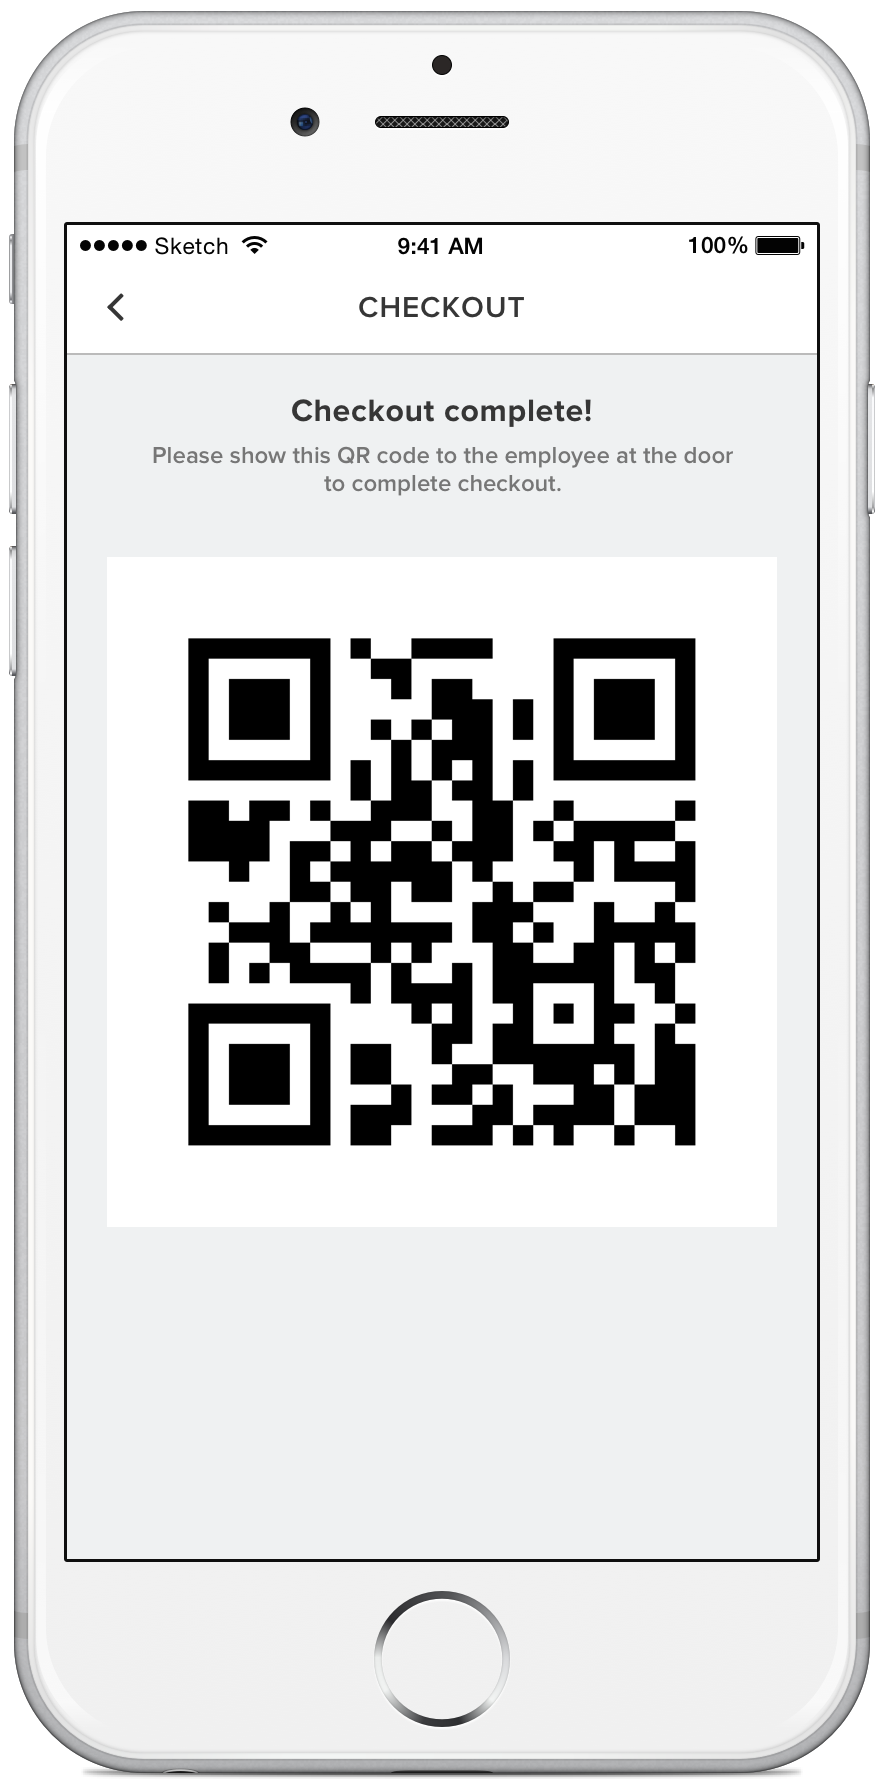 Sketch 9:41 AM 100%
CHECKOUT
Checkout complete!
Please show this QR code to the employee at the door
to complete checkout.